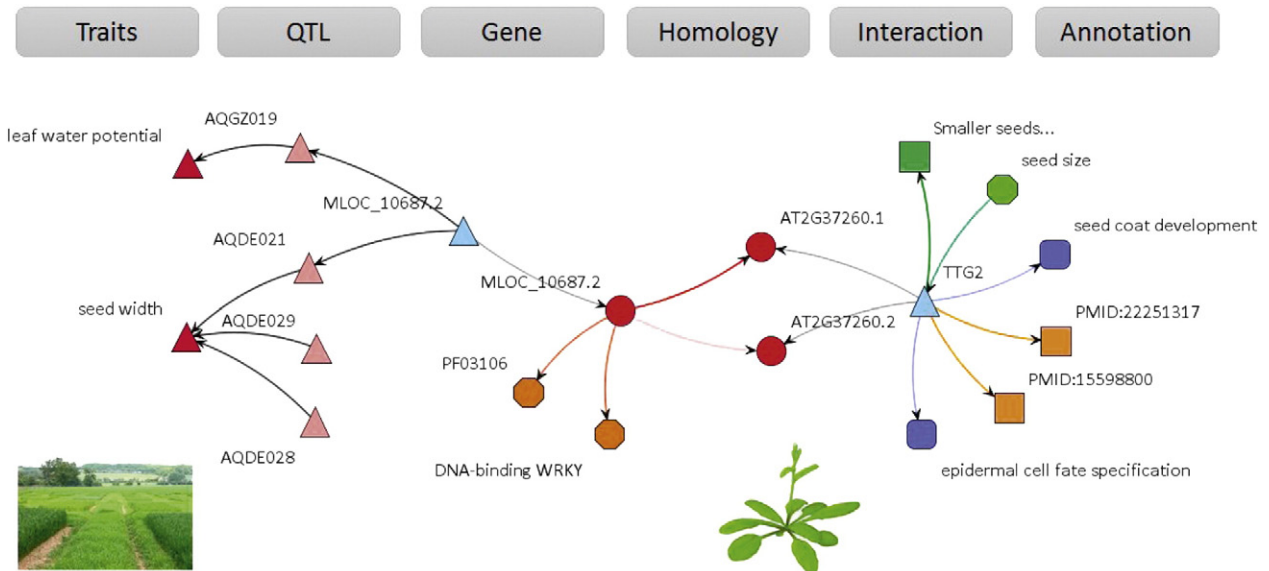 Traits
QTL
Gene
Homology
Interaction
Annotation
AQGZ019
leaf water potential
MLOC_10687.2
AQDE021
seed width
AQDE029
AQDE028
MLOC_10687.2
PF03106
DNA-binding WRKY
AT2G37260.1
AT2G37260.2
Smaller seeds...
seed size
seed coat development
TTG2
PMID:22251317
PMID:15598800
epidermal cell fate specification